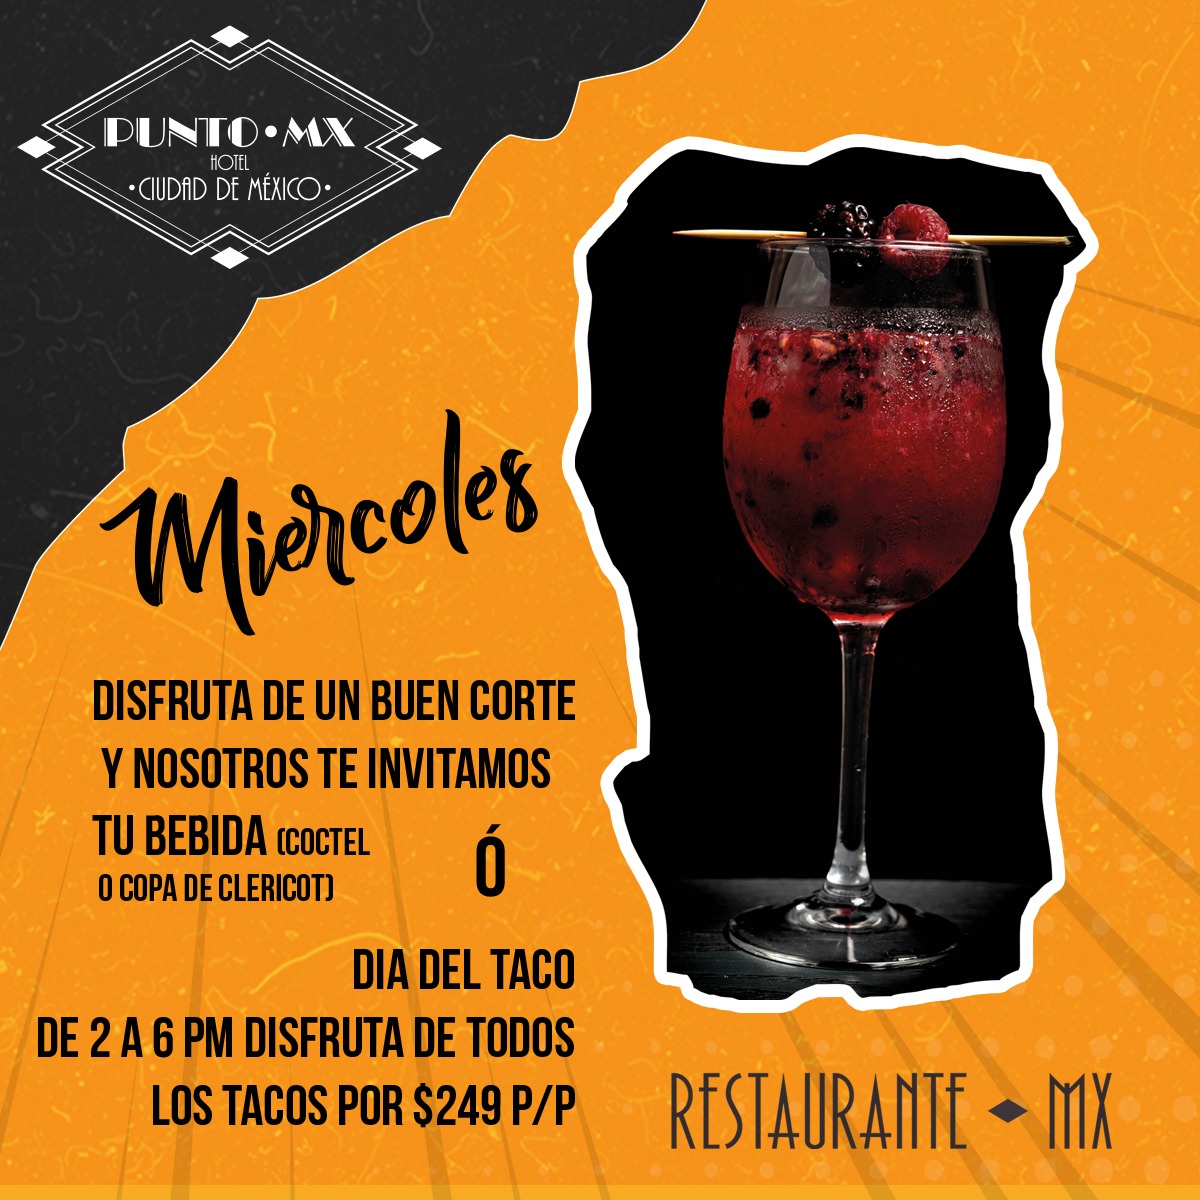 PUNTO•MX
HOTEL
•CIUDAD DE MÉXICO•
Miercoles
DISFRUTA DE UN BUEN CORTE
Y NOSOTROS TE INVITAMOS
TU BEBIDA (COCTEL
O COPA DE CLERICOT)
Ó
DIA DEL TACO
DE 2 A 6 PM DISFRUTA DE TODOS
LOS TACOS POR $249 P/P
RESTAURANTE ◆ MX